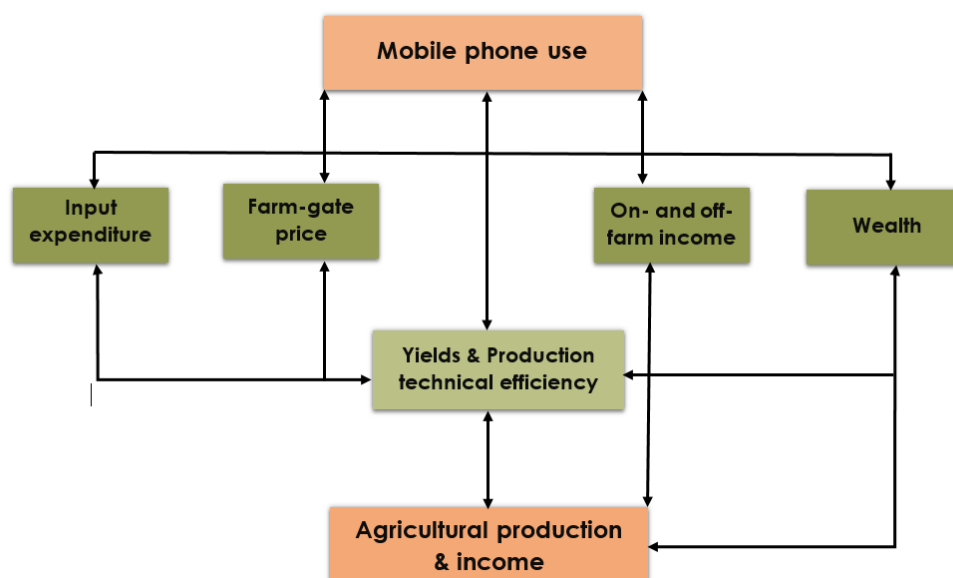 Mobile phone use
Input
expenditure
Farm-gate
price
On- and off-
farm income
Wealth
Yields & Production
technical efficiency
Agricultural production
& income